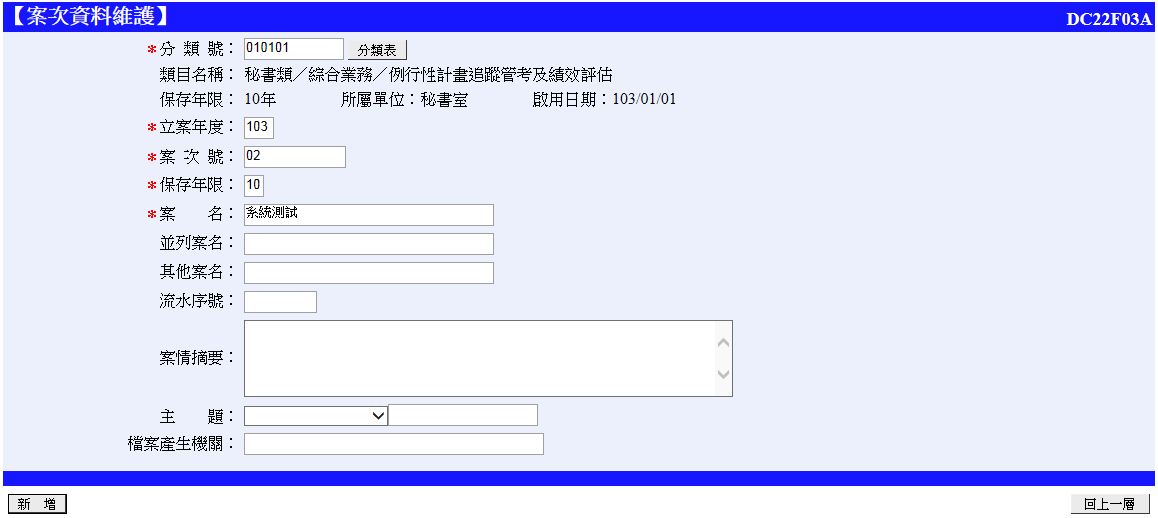 【案次資料維護】 DC22F03A
*分 類 號： 010101 分類表
類目名稱： 秘書類／綜合業務／例行性計畫追蹤管考及績效評估
保存年限： 10年 所屬單位：秘書室 啟用日期：103/01/01
*立案年度： 103
*案 次 號： 02
*保存年限： 10
*案 名： 系統測試
並列案名：
其他案名：
流水序號：
案情摘要：
主 題：
檔案產生機關：
新 增 回上一層